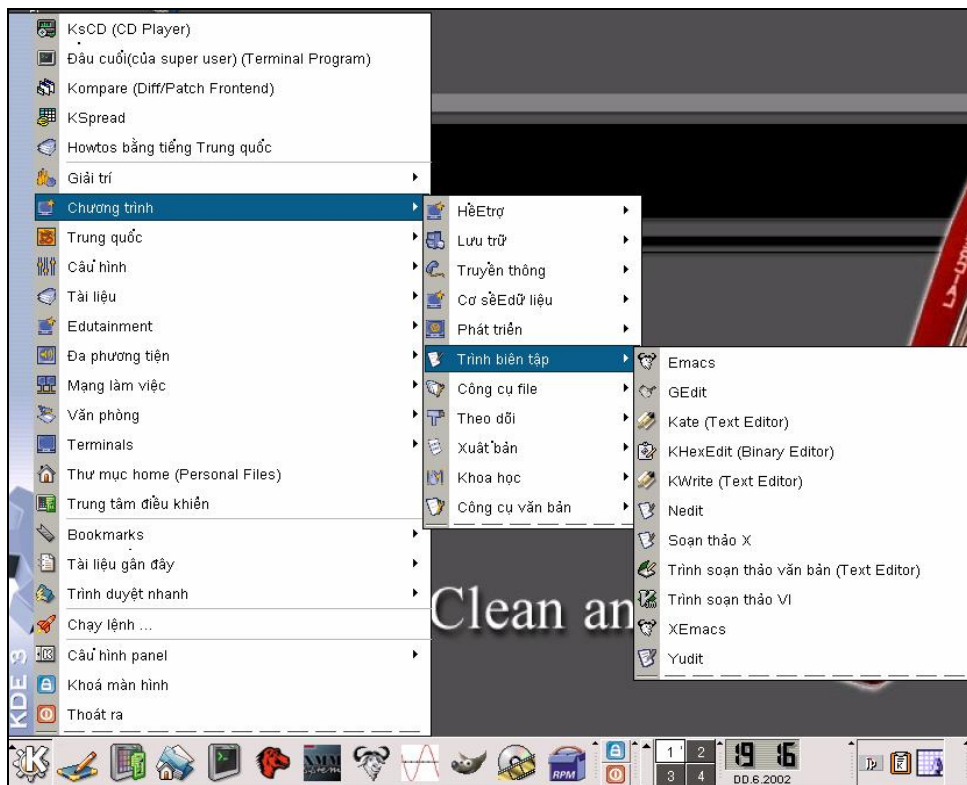 KsCD (CD Player)
Đầu cuối(của super user) (Terminal Program)
Kompare (Diff/Patch Frontend)
KSpread
Howtos bằng tiếng Trung quốc
Giải trí
Chương trình
Trung quốc
Cấu hình
Tài liệu
Edutainment
Đa phương tiện
Mạng làm việc
Văn phòng
Terminals
Thư mục home (Personal Files)
Trung tâm điều khiển
Bookmarks
Tài liệu gần đây
Trình duyệt nhanh
Chạy lệnh ...
Cấu hình panel
Khoá màn hình
Thoát ra
KDE 3
HèEtrợ
Lưu trữ
Truyền thông
Cơ sèEdữ liệu
Phát triển
Trình biên tập
Công cụ file
Theo dõi
Xuất bản
Khoa học
Công cụ văn bản
Emacs
GEdit
Kate (Text Editor)
KHexEdit (Binary Editor)
KWrite (Text Editor)
Nedit
Soạn thảo X
Trình soạn thảo văn bản (Text Editor)
Trình soạn thảo VI
XEmacs
Yudit
Clean an
RPM
1 2
3 4
19 16
DD.6.2002